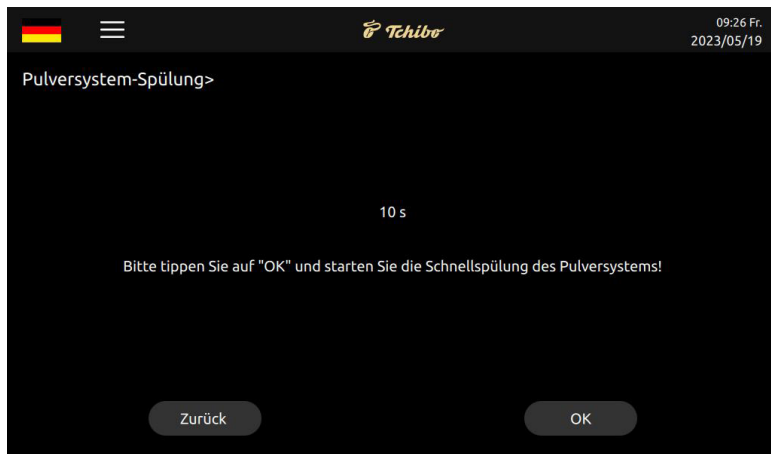 Tchibo
09:26 Fr.
2023/05/19
Pulversystem-Spülung>
10 s
Bitte tippen Sie auf "OK" und starten Sie die Schnellspülung des Pulversystems!
Zurück
OK